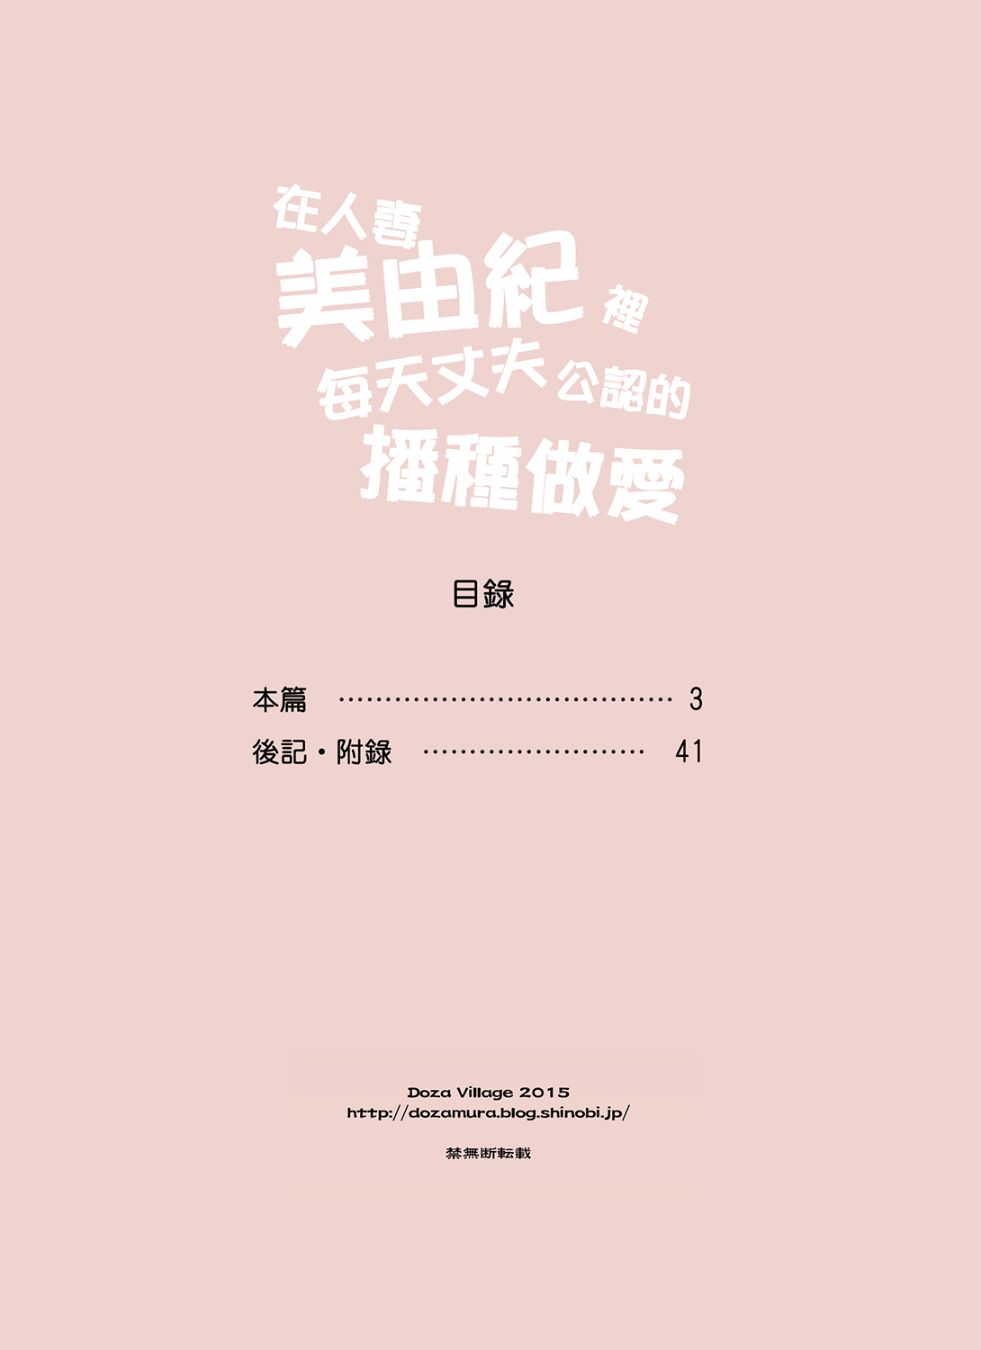 在人妻
美由紀裡
每天丈夫公認的
播種做愛
目錄
本篇 ………………………………… 3
後記・附錄 …………………… 41
Doza Village 2015
http://dozamura.blog.shinobi.jp/
禁無断転載